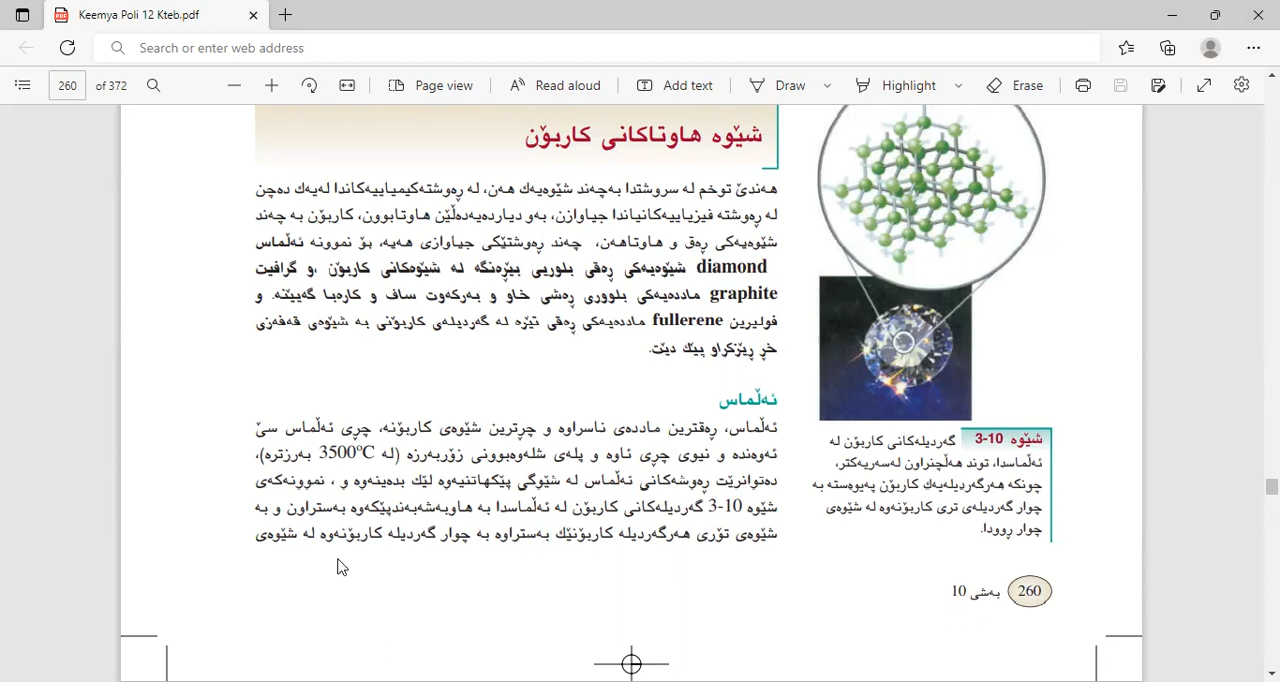 Keemya Poli 12 Kteb.pdf
Search or enter web address
260 of 372
Page view
Read aloud
Add text
Draw
Highlight
Erase
شێوە هاوتاکانی کاربۆن
هەندێ توخم لە سروشتدا بەچەند شێوەیەك هەن، لە ڕەوشتەکیمیاییەکاندا لەیەك دەچن
لە ڕەوشتە فیزیاییەکانیاندا جیاوازن، بەو دیاردەیەدەڵێن هاوتابوون، کاربۆن بە چەند
شێوەیەکی ڕەق و هاوتاهەن، چەند ڕەوشتێکی جیاوازی هەیە، بۆ نموونە ئەڵماس
diamond شێوەیەکی ڕەقی بلوریی بێڕەنگە لە شێوەکانی کاربۆن ،و گرافیت
graphite ماددەیەکی بلووری ڕەشی خاو و بەرکەوت ساف و کارەبا گەیێنە. و
فولیرین fullerene ماددەیەکی ڕەقی تێرە لە گەردیلەی کاربۆنی بە شێوەی قەفەزی
خڕ ڕیزکراو پێك دێت.
ئەڵماس
ئەڵماس، ڕەقترین ماددەی ناسراوە و چڕترین شێوەی کاربۆنە، چڕی ئەڵماس سێ
ئەوەندە و نیوی چڕی ئاوە و پلەی شلەوەبوونی زۆربەرزە (لە 3500ºC بەرزترە)،
دەتوانرێت ڕەوشەکانی ئەڵماس لە شێوگی پێکهاتنیەوە لێك بدەینەوە و ، نموونەکەی
شێوە 10-3 گەردیلەکانی کاربۆن لە ئەڵماسدا بە هاوبەشەبەندپێکەوە بەستراون و بە
شێوەی تۆڕی هەرگەردیلە کاربۆنێك بەستراوە بە چوار گەردیلە کاربۆنەوە لە شێوەی
شێوە 10-3 گەردیلەکانی کاربۆن لە
ئەڵماسدا، توند هەڵچنراون لەسەریەکتر،
چونکە هەرگەردیلەیەك کاربۆن پەیوەستە بە
چوار گەردیلەی تری کاربۆنەوە لە شێوەی
چوار ڕوودا.
260 بەشی 10